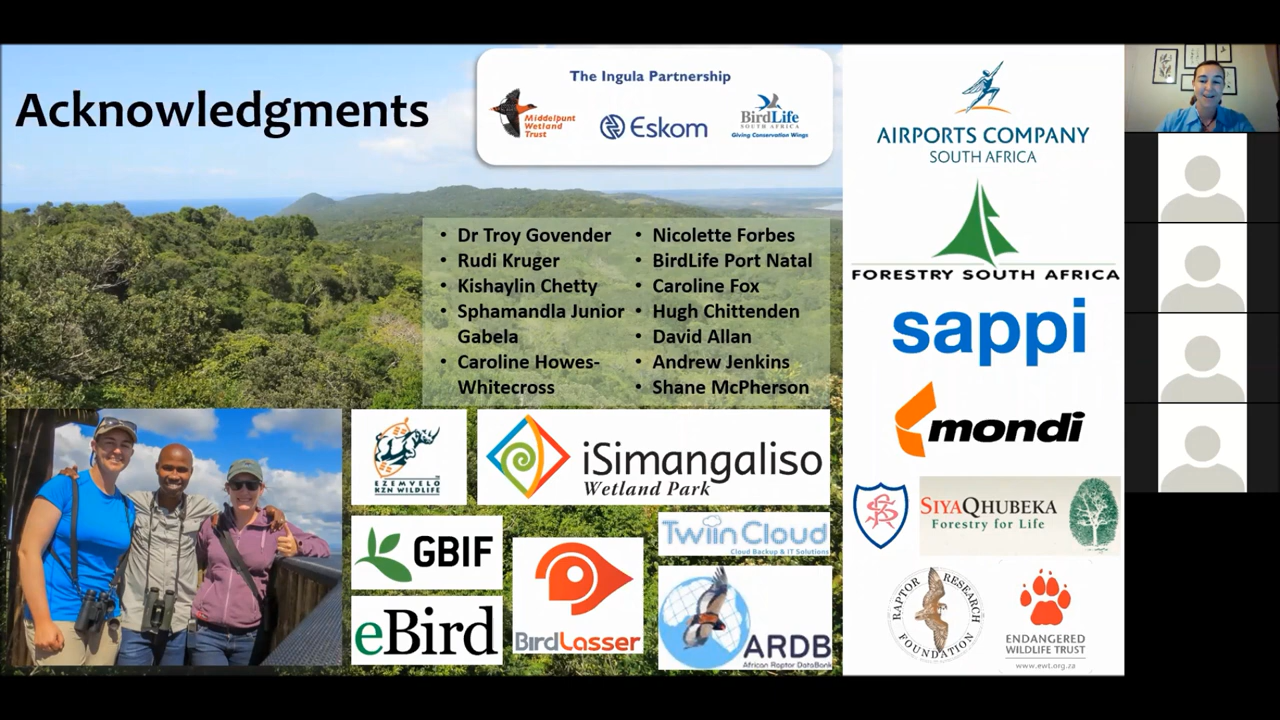 Acknowledgments
The Ingula Partnership
Middelpunt
Wetland
Trust
Eskom
BirdLife
SOUTH AFRICA
Giving Conservation Wings
• Dr Troy Govender
• Rudi Kruger
• Kishaylin Chetty
• Sphamandla Junior
Gabela
• Caroline Howes-
Whitecross
• Nicolette Forbes
• BirdLife Port Natal
• Caroline Fox
• Hugh Chittenden
• David Allan
• Andrew Jenkins
• Shane McPherson
EZEMVELO
KZN WILDLIFE
iSimangaliso
Wetland Park
GBIF
eBird
BirdLasser
TwiinCloud
Cloud Backup & IT Solutions
ARDB
African Raptor DataBank
AIRPORTS COMPANY
SOUTH AFRICA
FORESTRY SOUTH AFRICA
sappi
mondi
SIYAQHUBEKA
Forestry for Life
RAPTOR RESEARCH
FOUNDATION
ENDANGERED
WILDLIFE TRUST
www.ewt.org.za